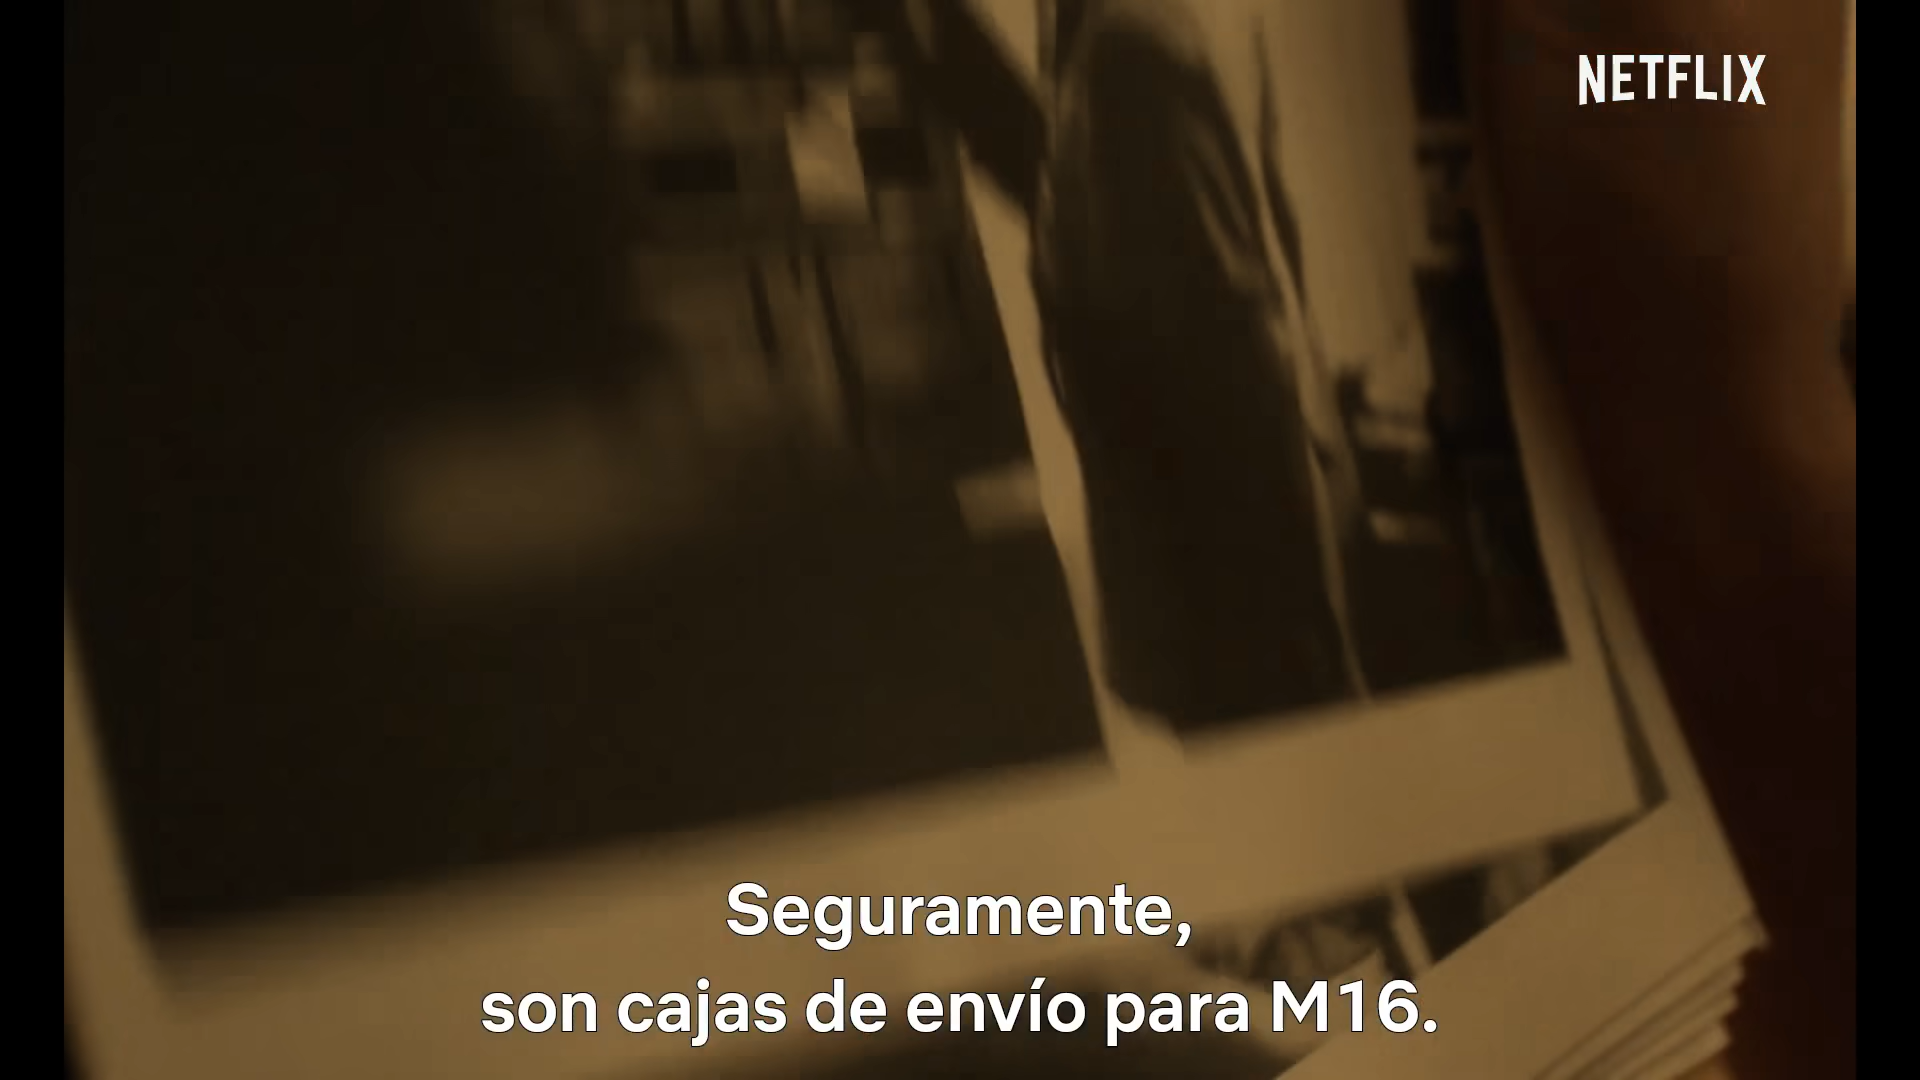 NETFLIX
Seguramente,
son cajas de envío para M16.